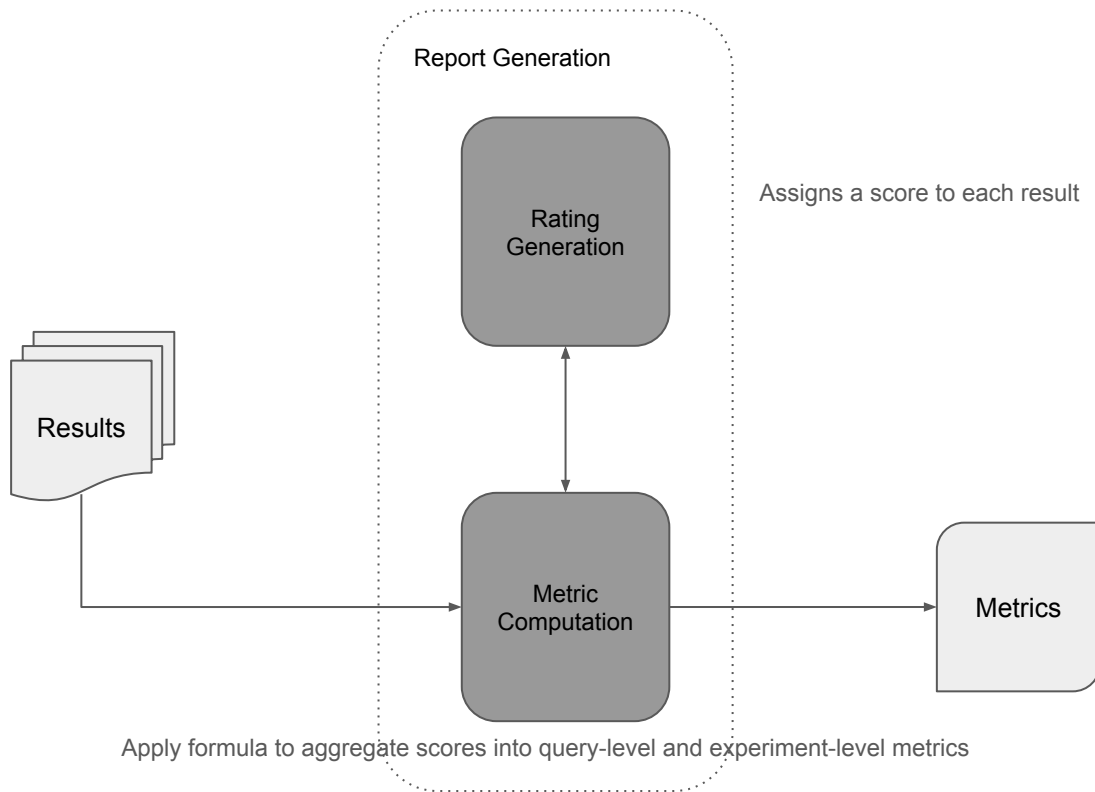 Report Generation
Rating
Generation
Assigns a score to each result
Results
Metric
Computation
Metrics
Apply formula to aggregate scores into query-level and experiment-level metrics